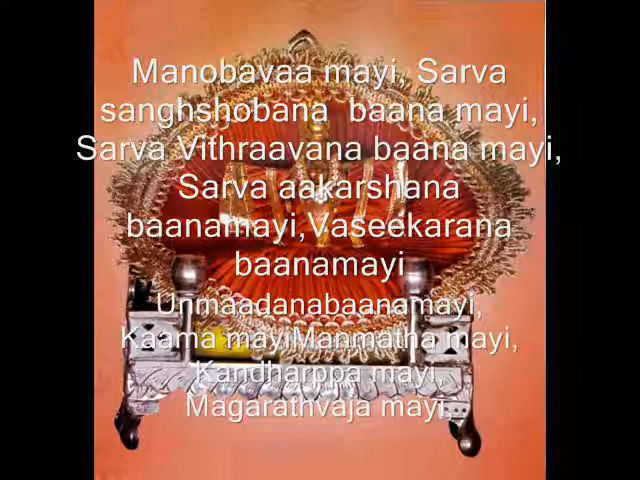 Manobavaa mayi, Sarva
sanghshobana baana mayi,
Sarva Vithraavana baana mayi,
Sarva aakarshana
baanamayi,Vaseekarana
baanamayi
Unmaadanabaanamayi,
Kaama mayiManmatha mayi,
Kandharppa mayi,
Magarathvaja mayi,